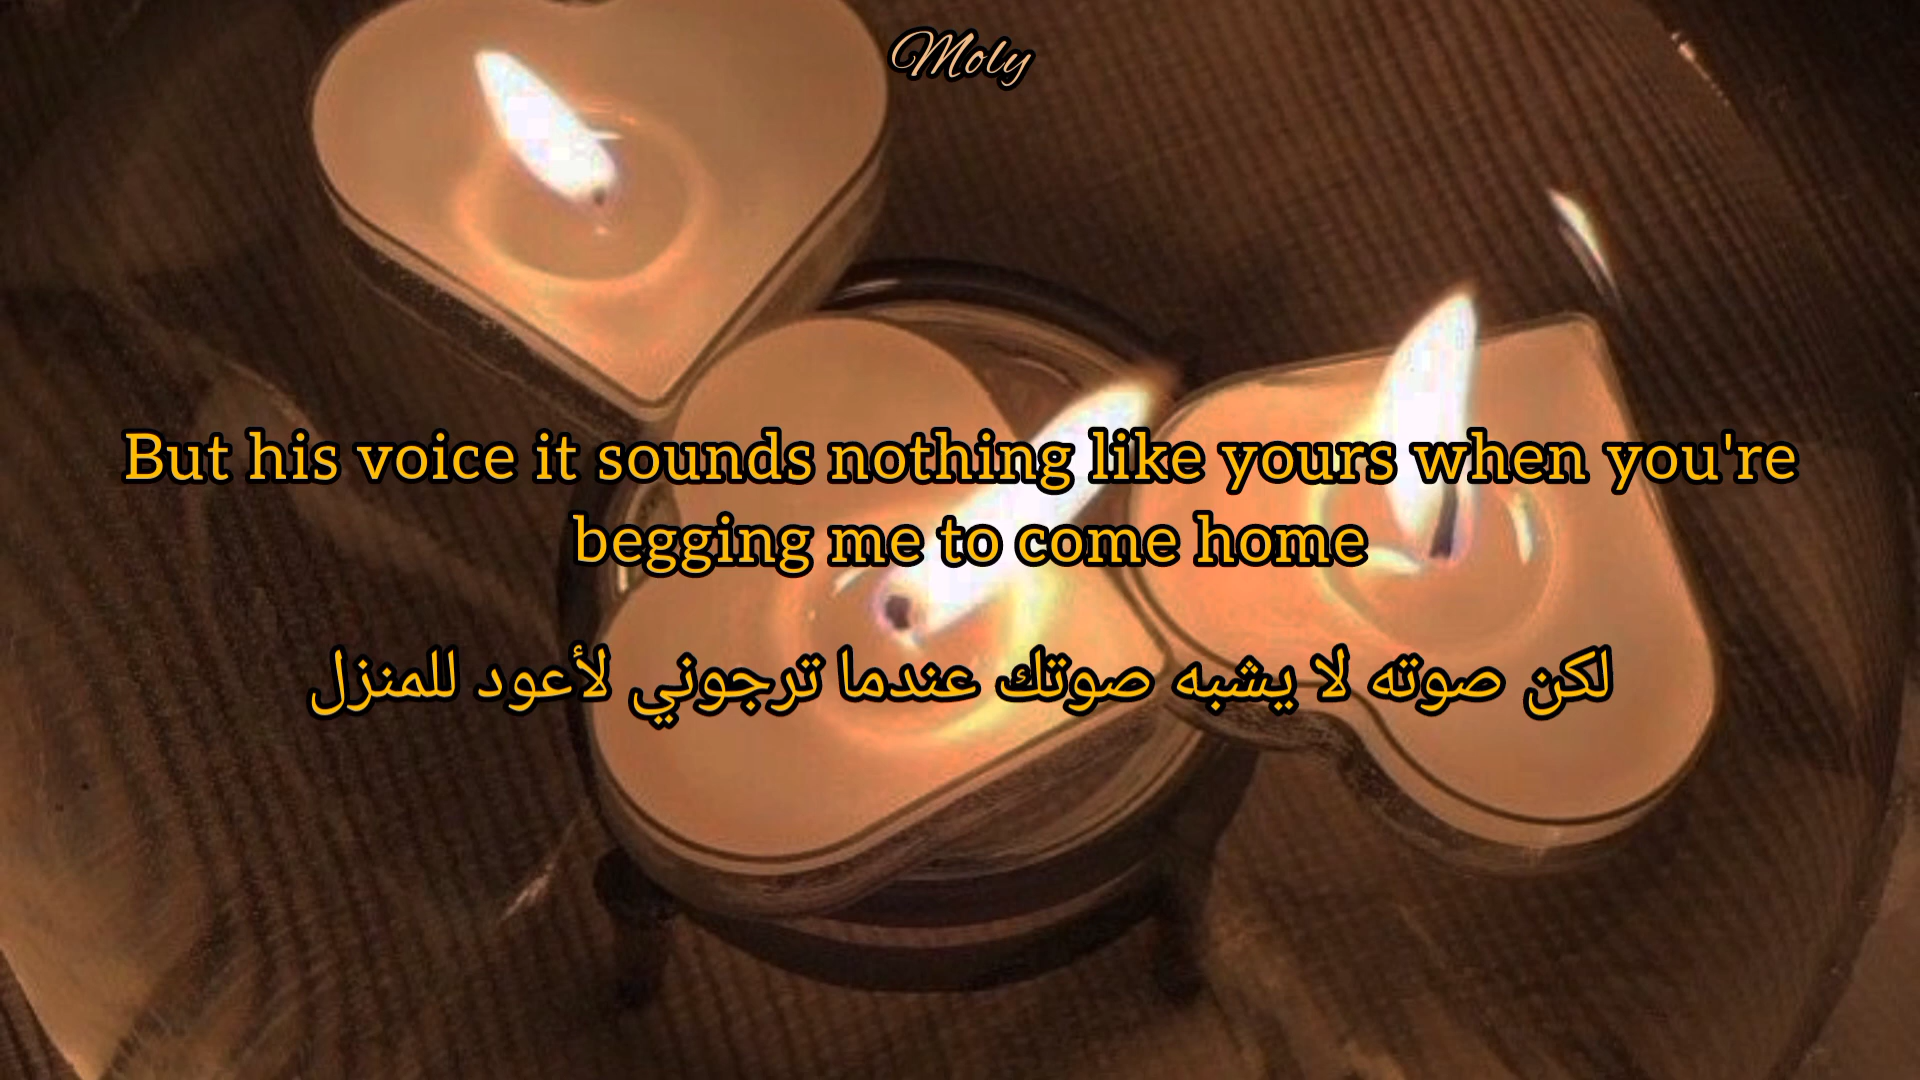 Moly
But his voice it sounds nothing like yours when you're
begging me to come home
لكن صوته لا يشبه صوتك عندما ترجوني لأعود للمنزل